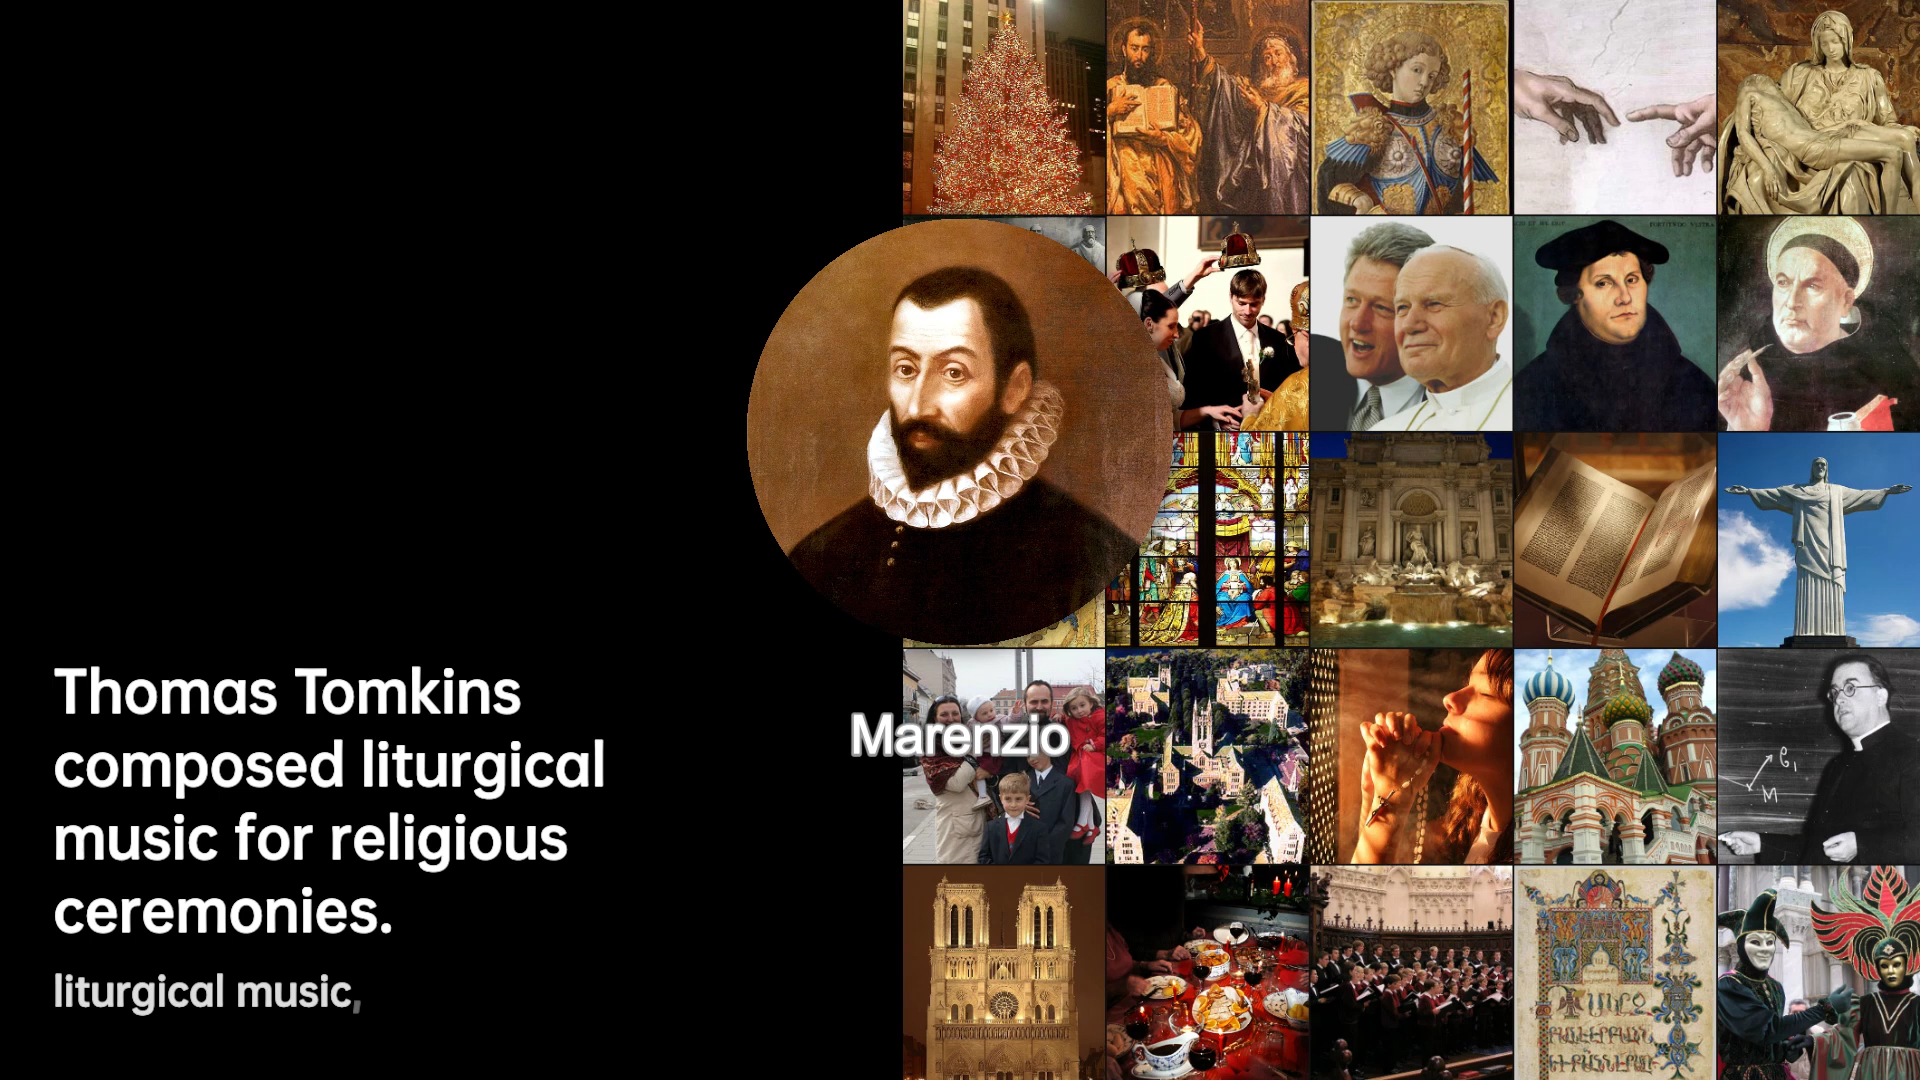 Thomas Tomkins
composed liturgical
music for religious
ceremonies.
liturgical music,
Marenzio